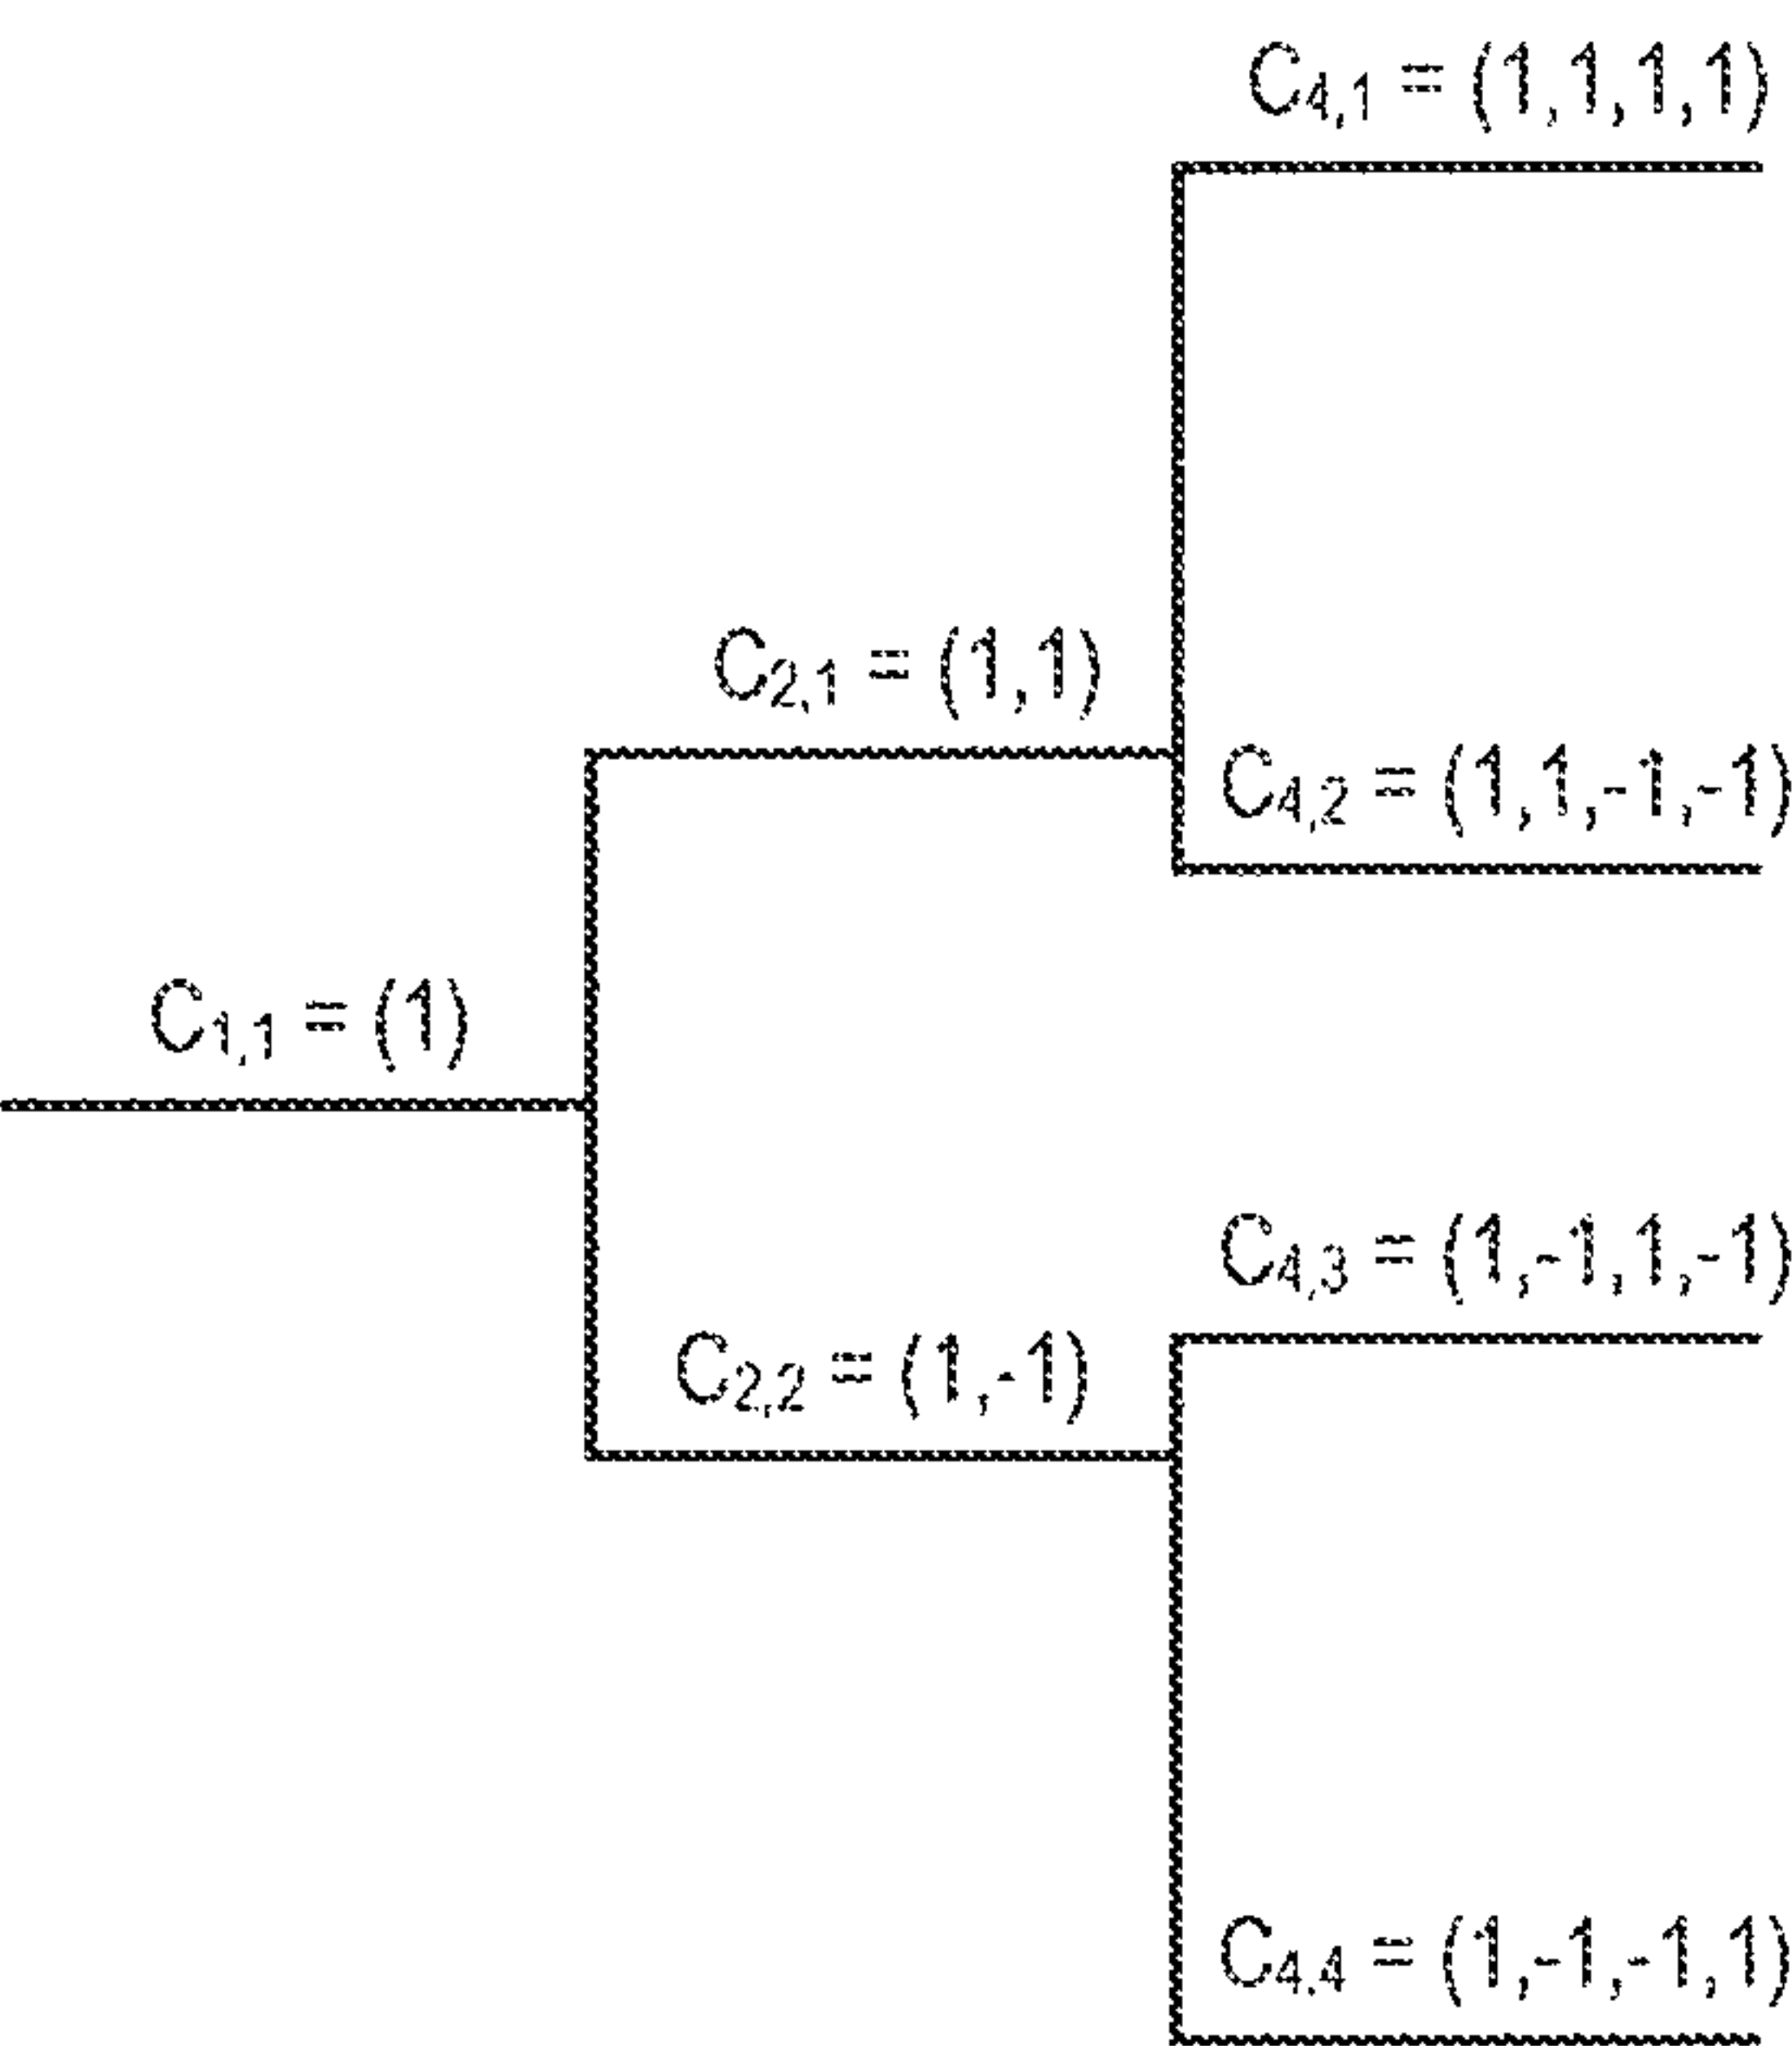 C4,1 = (1,1,1,1)
C2,1 = (1,1)
C4,2 = (1,1,-1,-1)
C1,1 = (1)
C4,3 = (1,-1,1,-1)
C2,2 = (1,-1)
C4,4 = (1,-1,-1,1)